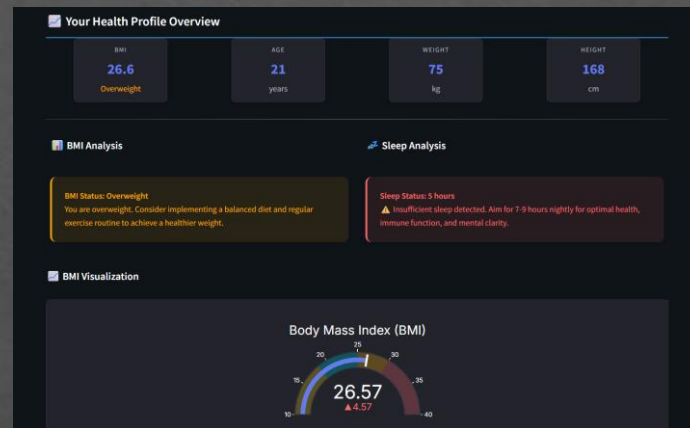 Your Health Profile Overview
BMI
26.6
Overweight
AGE
21
years
WEIGHT
75
kg
HEIGHT
168
cm
BMI Analysis
BMI Status: Overweight
You are overweight. Consider implementing a balanced diet and regular
exercise routine to achieve a healthier weight.
Sleep Analysis
Sleep Status: 5 hours
⚠ Insufficient sleep detected. Aim for 7-9 hours nightly for optimal health,
immune function, and mental clarity.
BMI Visualization
Body Mass Index (BMI)
10
15
20
25
30
35
40
26.57
▲4.57